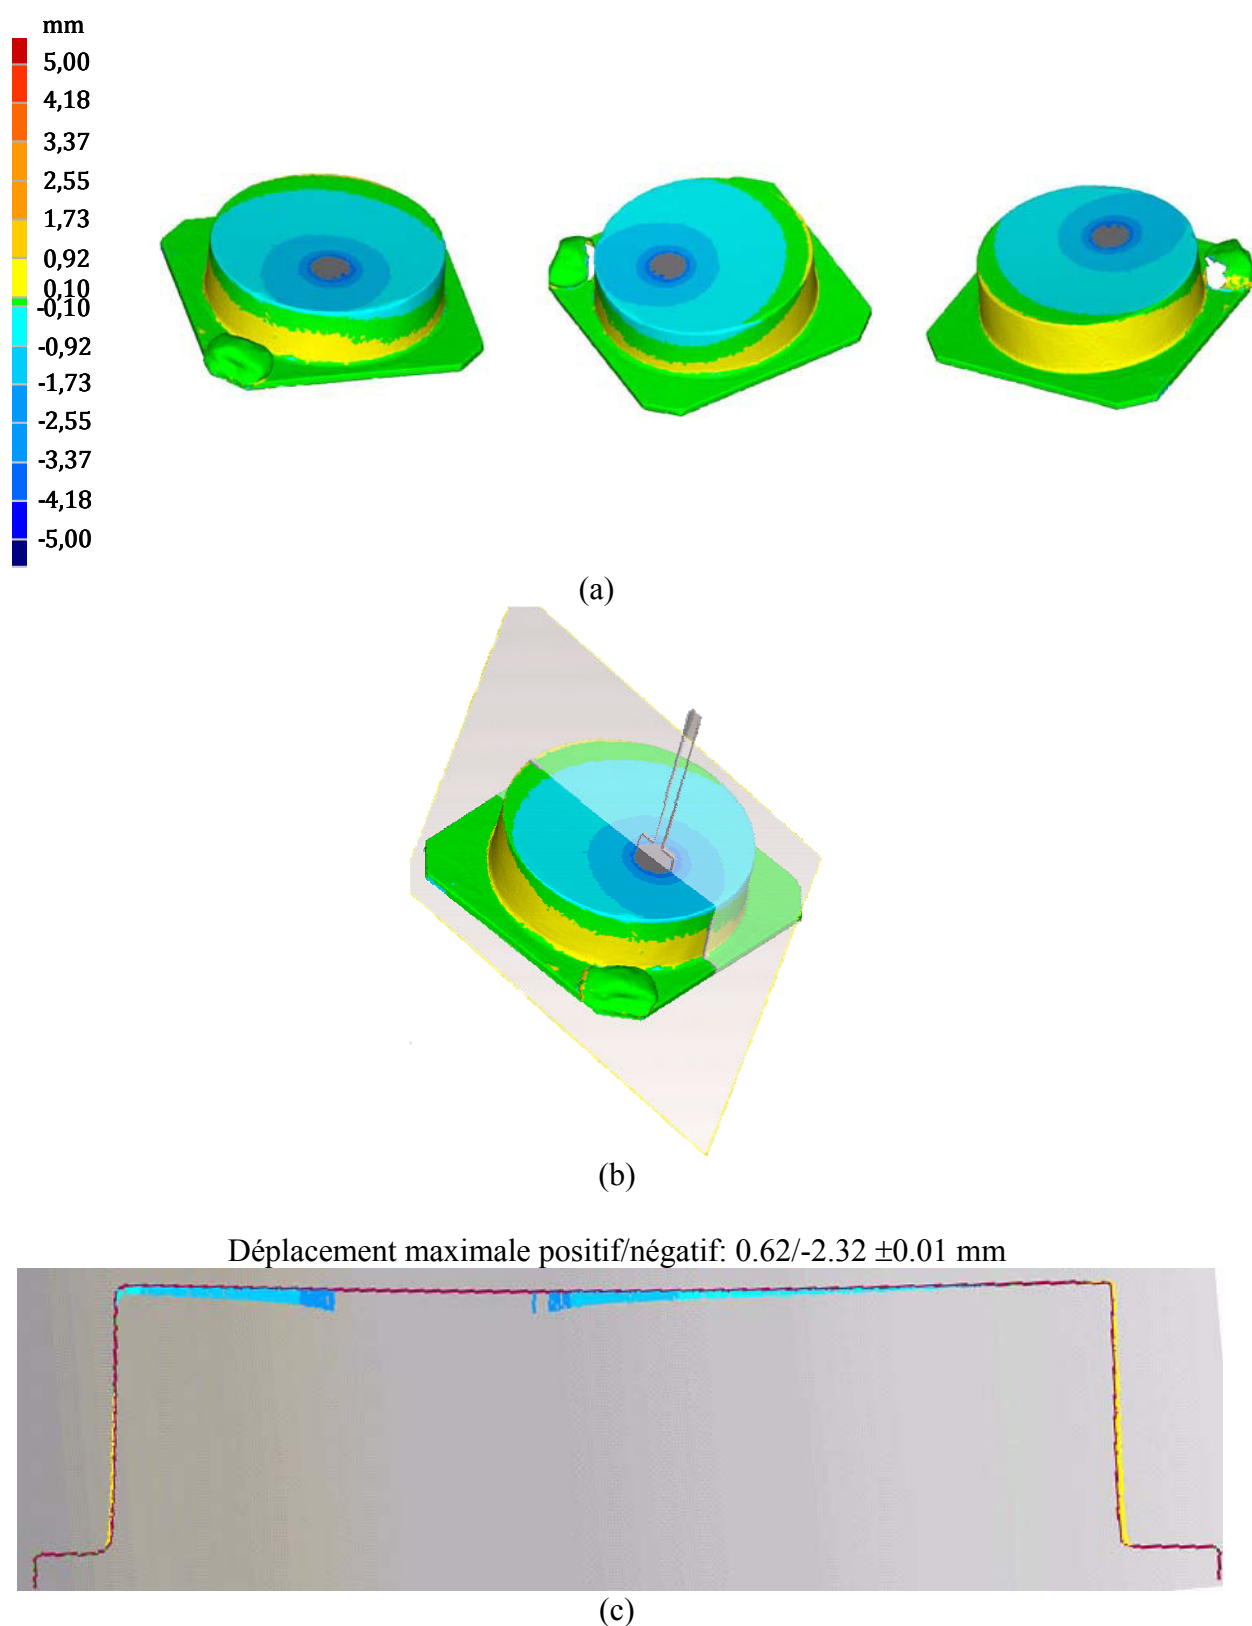 mm
5,00
4,18
3,37
2,55
1,73
0,92
0,10
-0,10
-0,92
-1,73
-2,55
-3,37
-4,18
-5,00
(a)
(b)
Déplacement maximale positif/négatif: 0.62/-2.32 ±0.01 mm
(c)